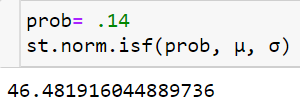 prob= .14
st.norm.isf(prob, μ, σ)
46.481916044889736